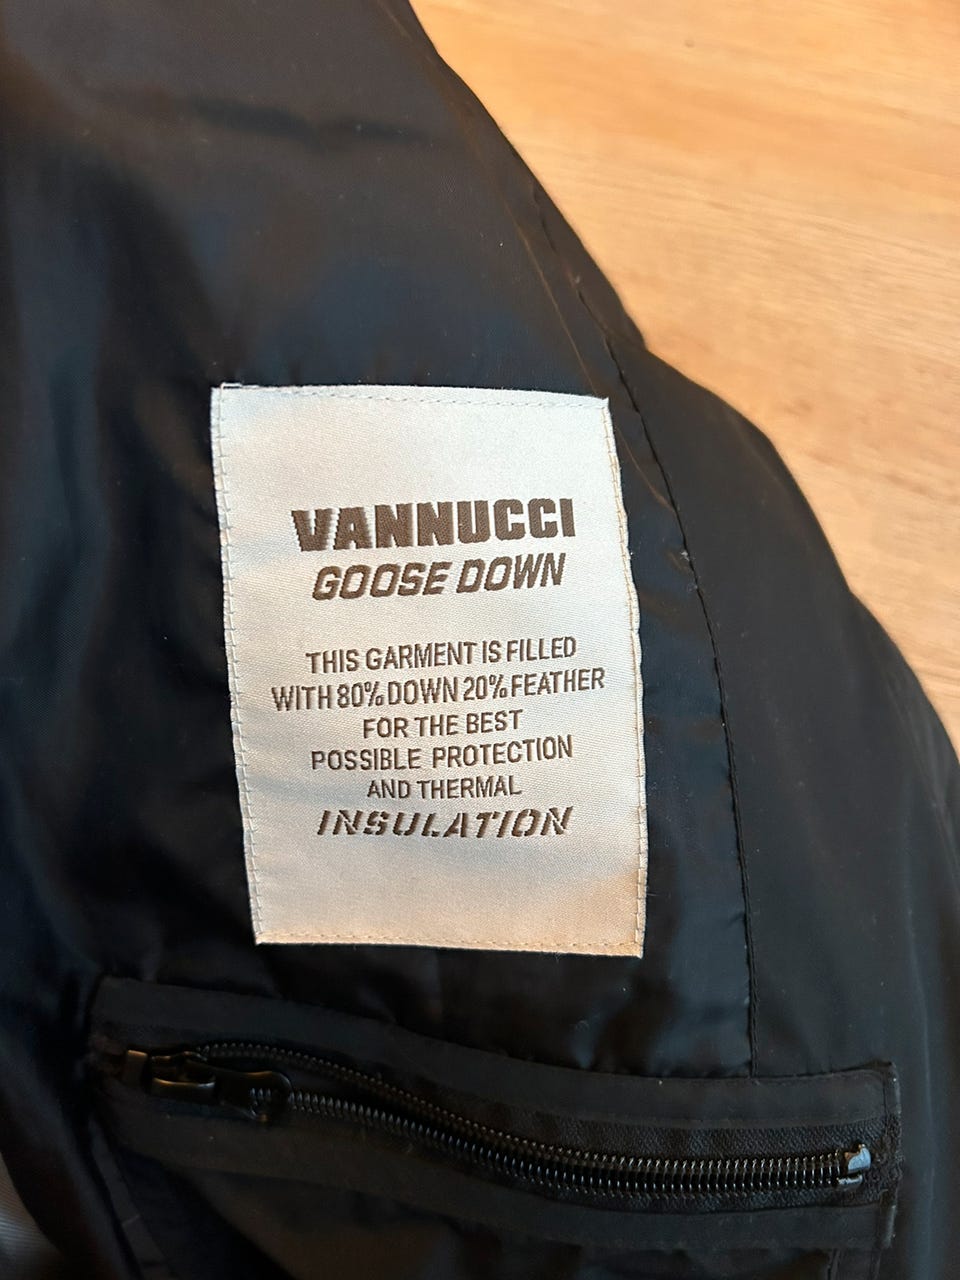 VANNUCCI
GOOSE DOWN
THIS GARMENT IS FILLED
WITH 80% DOWN 20% FEATHER
FOR THE BEST
POSSIBLE PROTECTION
AND THERMAL
INSULATION